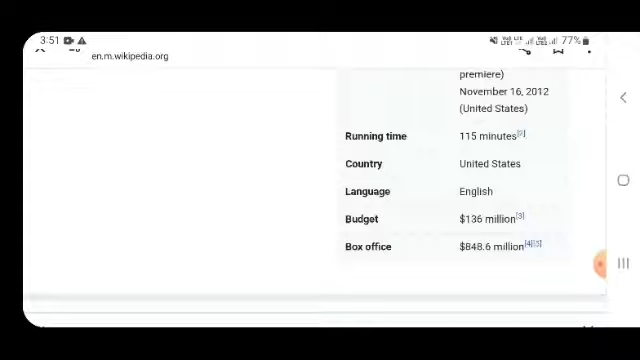 3:51
77%
en.m.wikipedia.org
premiere)
November 16, 2012
(United States)
Running time 115 minutes[2]
Country United States
Language English
Budget $136 million[3]
Box office $848.6 million[4][5]